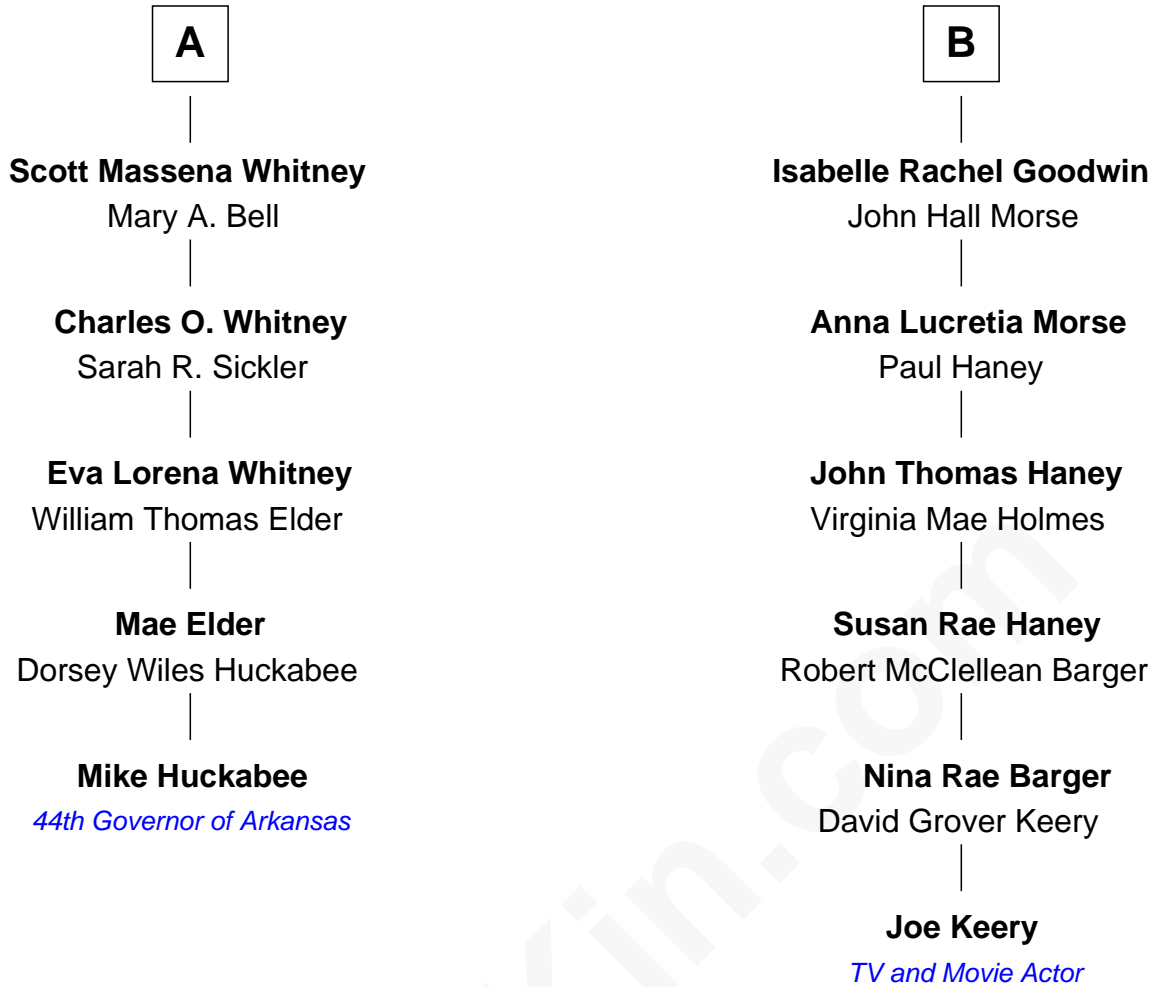 A
Scott Massena Whitney
Mary A. Bell
Charles O. Whitney
Sarah R. Sickler
Eva Lorena Whitney
William Thomas Elder
Mae Elder
Dorsey Wiles Huckabee
Mike Huckabee
44th Governor of Arkansas
B
Isabelle Rachel Goodwin
John Hall Morse
Anna Lucretia Morse
Paul Haney
John Thomas Haney
Virginia Mae Holmes
Susan Rae Haney
Robert McClellean Barger
Nina Rae Barger
David Grover Keery
Joe Keery
TV and Movie Actor